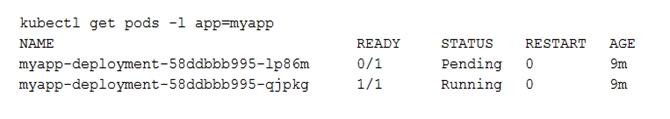 kubectl get pods -l app=myapp
NAME READY STATUS RESTART AGE
myapp-deployment-58ddbbb995-lp86m 0/1 Pending 0 9m
myapp-deployment-58ddbbb995-qjpkg 1/1 Running 0 9m